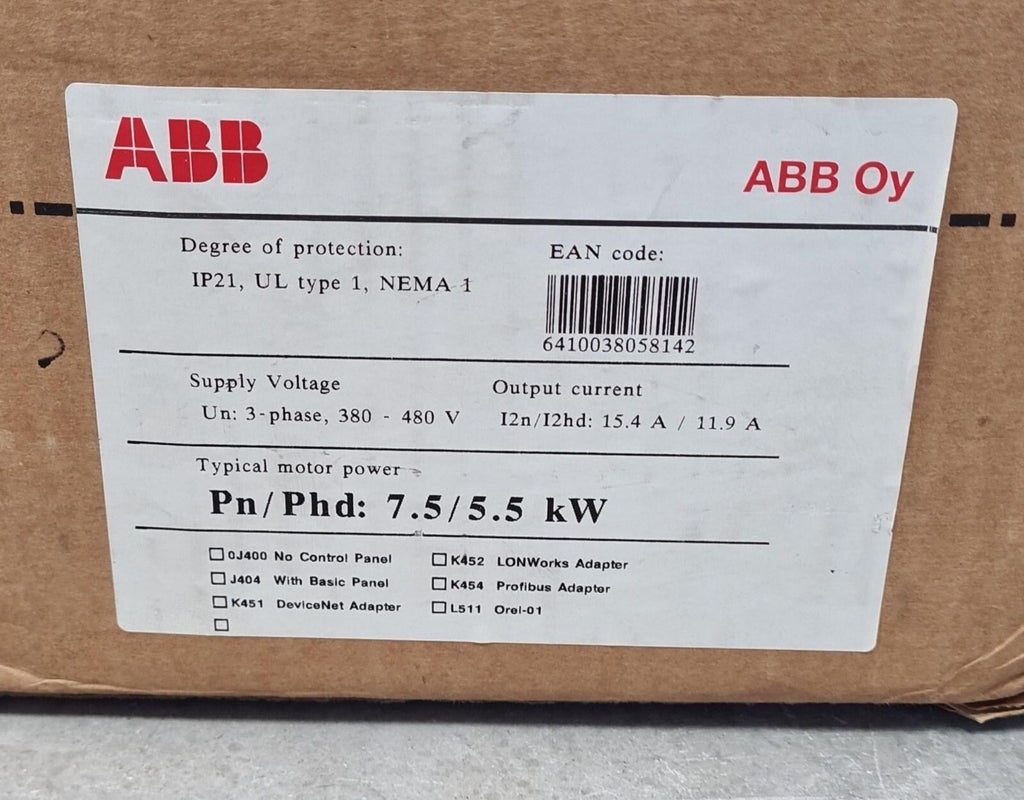 ABB
ABB Oy
Degree of protection:
IP21, UL type 1, NEMA 1
EAN code:
6410038058142
Supply Voltage
Un: 3-phase, 380 - 480 V
Output current
I2n/I2hd: 15.4 A / 11.9 A
Typical motor power
Pn/Phd: 7.5/5.5 kW
0J400 No Control Panel
J404 With Basic Panel
K451 DeviceNet Adapter
K452 LONWorks Adapter
K454 Profibus Adapter
L511 Orel-01